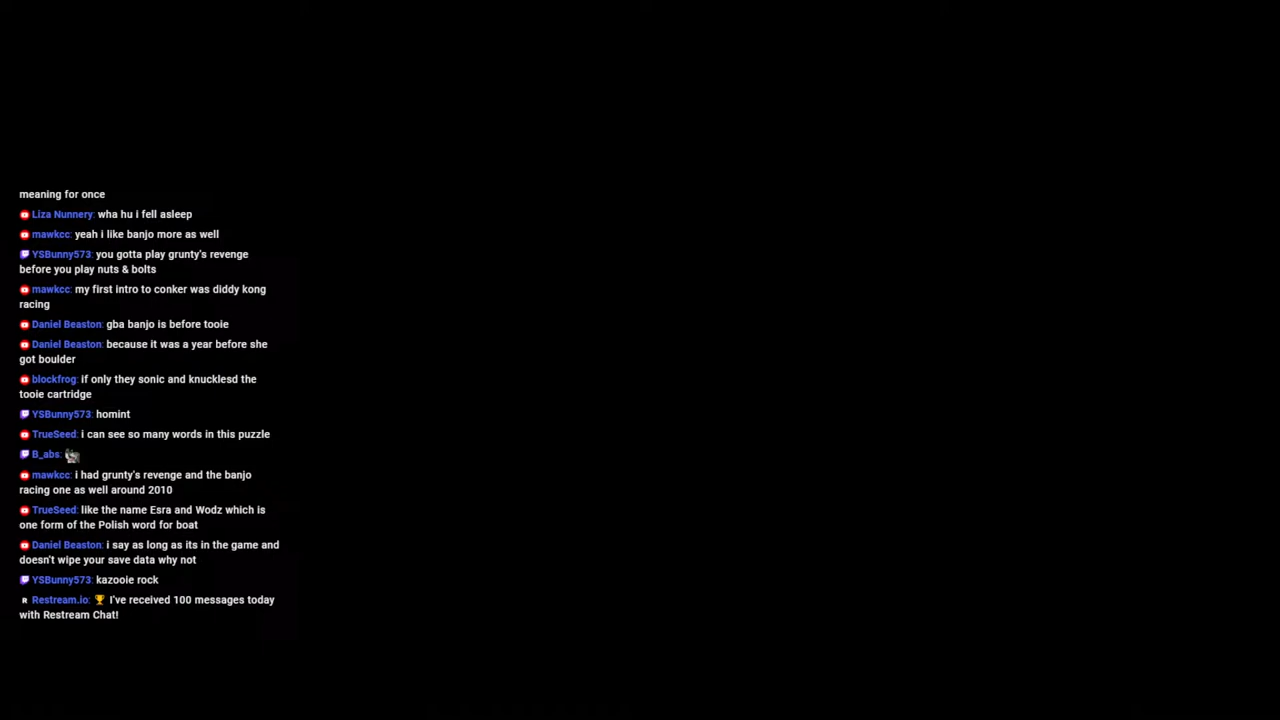 meaning for once
Liza Nunnery: wha hu i fell asleep
mawkcc: yeah i like banjo more as well
YSBunny573: you gotta play grunty's revenge
before you play nuts & bolts
mawkcc: my first intro to conker was diddy kong
racing
Daniel Beaston: gba banjo is before tooie
Daniel Beaston: because it was a year before she
got boulder
blockfrog: if only they sonic and knucklesd the
tooie cartridge
YSBunny573: homint
TrueSeed: i can see so many words in this puzzle
B_abs:
mawkcc: i had grunty's revenge and the banjo
racing one as well around 2010
TrueSeed: like the name Esra and Wodz which is
one form of the Polish word for boat
Daniel Beaston: i say as long as its in the game and
doesn't wipe your save data why not
YSBunny573: kazooie rock
R Restream.io: 🏆 I've received 100 messages today
with Restream Chat!